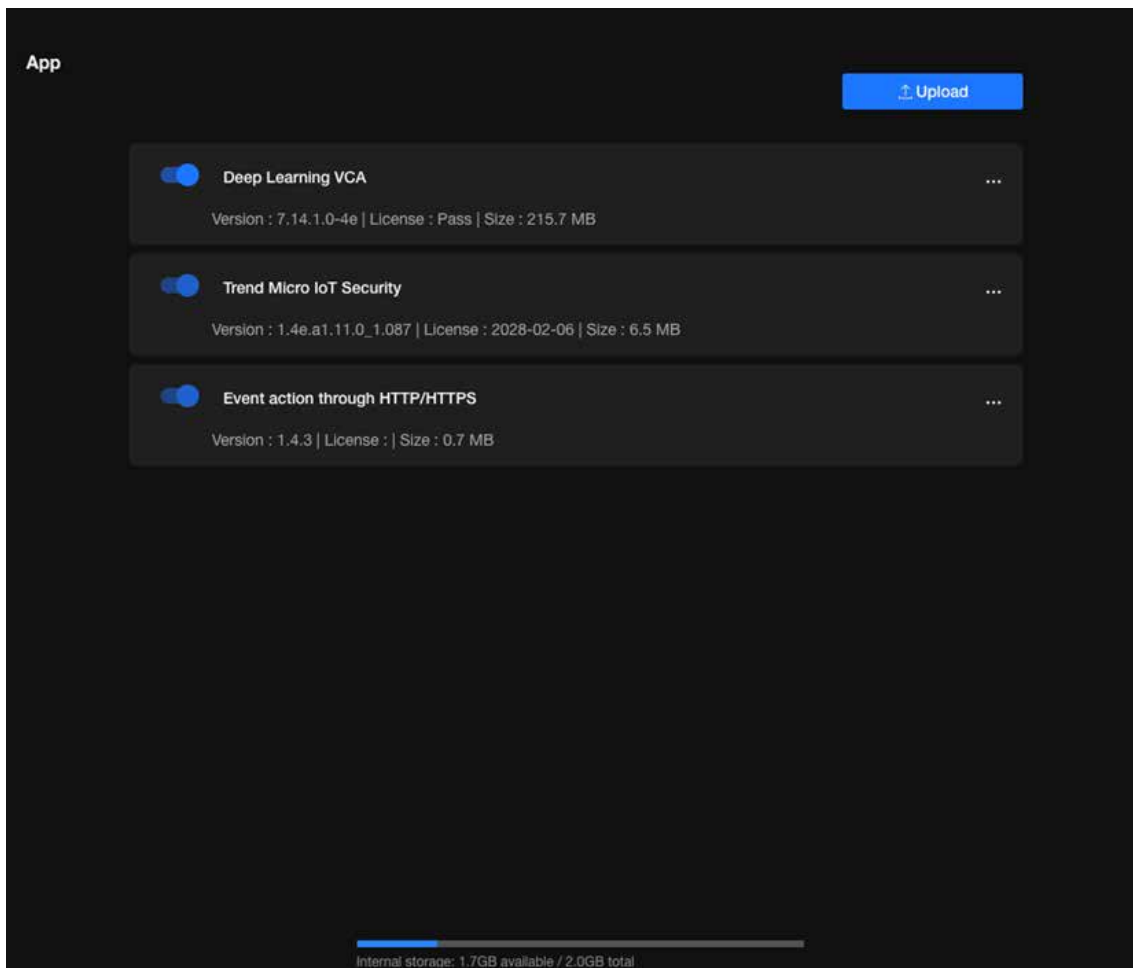 App
Upload
Deep Learning VCA
...
Version : 7.14.1.0-4e | License : Pass | Size : 215.7 MB
Trend Micro IoT Security
...
Version : 1.4e.a1.11.0_1.087 | License : 2028-02-06 | Size : 6.5 MB
Event action through HTTP/HTTPS
...
Version : 1.4.3 | License : | Size : 0.7 MB
Internal storage: 1.7GB available / 2.0GB total